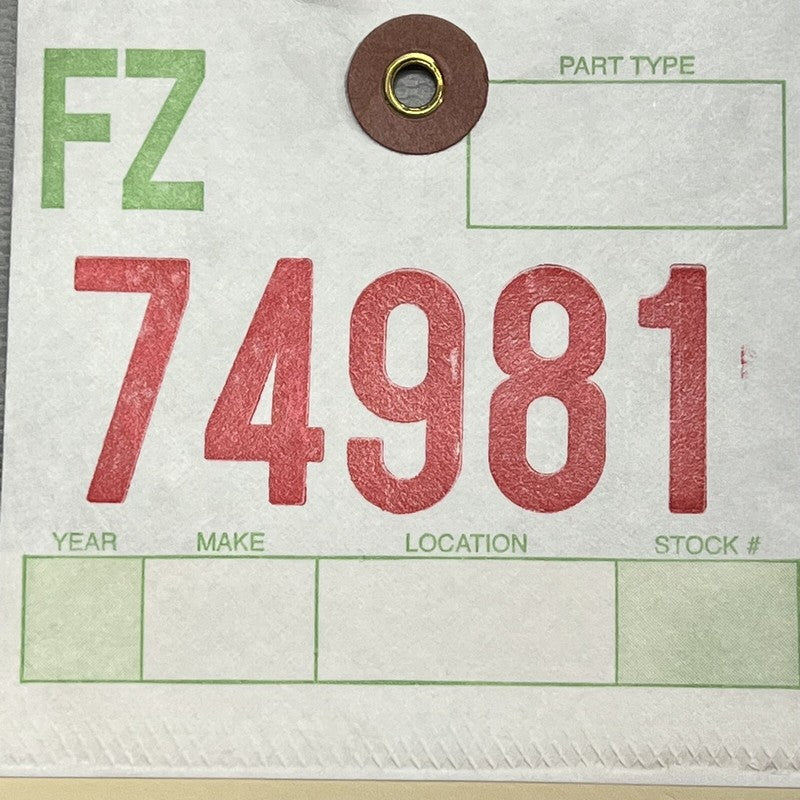 FZ
PART TYPE
74981
YEAR MAKE LOCATION STOCK #